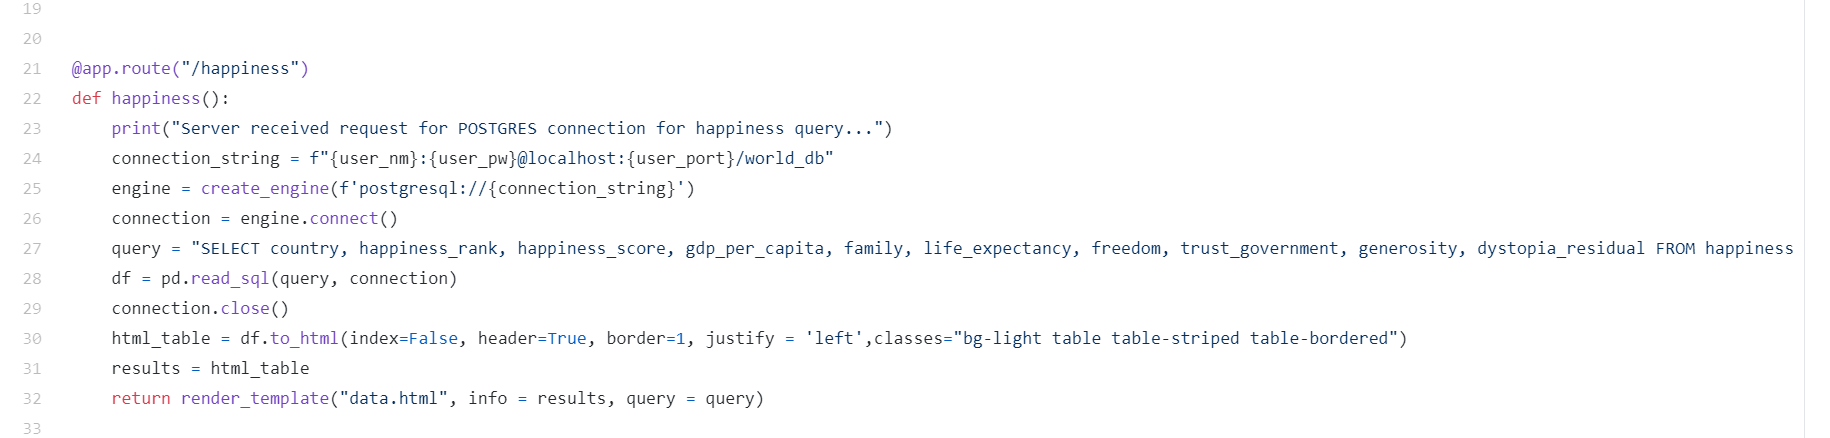 19
20
21 @app.route("/happiness")
22 def happiness():
23     print("Server received request for POSTGRES connection for happiness query...")
24     connection_string = f"{user_nm}:{user_pw}@localhost:{user_port}/world_db"
25     engine = create_engine(f'postgresql://{connection_string}')
26     connection = engine.connect()
27     query = "SELECT country, happiness_rank, happiness_score, gdp_per_capita, family, life_expectancy, freedom, trust_government, generosity, dystopia_residual FROM happiness
28     df = pd.read_sql(query, connection)
29     connection.close()
30     html_table = df.to_html(index=False, header=True, border=1, justify = 'left',classes="bg-light table table-striped table-bordered")
31     results = html_table
32     return render_template("data.html", info = results, query = query)
33